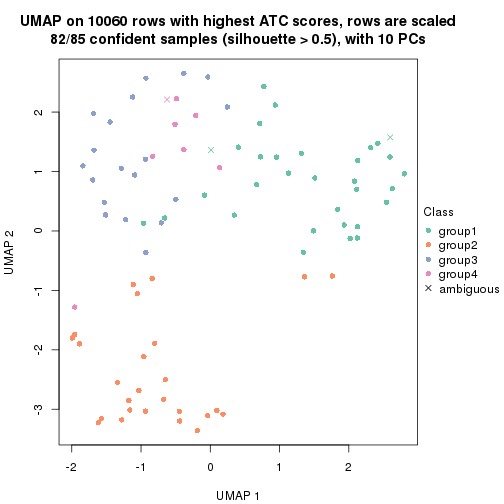 UMAP on 10060 rows with highest ATC scores, rows are scaled
82/85 confident samples (silhouette > 0.5), with 10 PCs
UMAP 2
2
1
0
-1
-2
-3
-2
-1
0
1
2
UMAP 1
Class
group1
group2
group3
group4
ambiguous